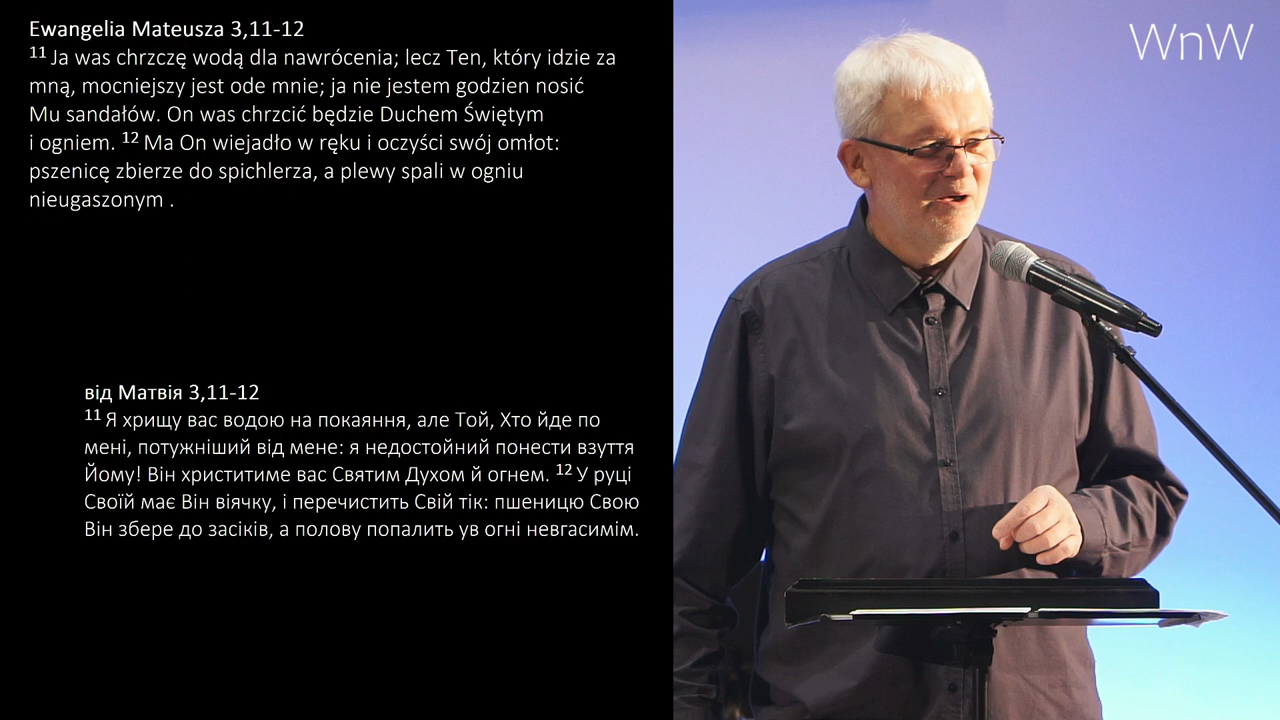 Ewangelia Mateusza 3,11-12
11 Ja was chrzczę wodą dla nawrócenia; lecz Ten, który idzie za
mną, mocniejszy jest ode mnie; ja nie jestem godzien nosić
Mu sandałów. On was chrzcić będzie Duchem Świętym
i ogniem. 12 Ma On wiejadło w ręku i oczyści swój omłot:
pszenicę zbierze do spichlerza, a plewy spali w ogniu
nieugaszonym .
від Матвія 3,11-12
11 Я хрищу вас водою на покаяння, але Той, Хто йде по
мені, потужніший від мене: я недостойний понести взуття
Йому! Він христитиме вас Святим Духом й огнем. 12 У руці
Своїй має Він віячку, і перечистить Свій тік: пшеницю Свою
Він збере до засіків, а полову попалить ув огні невгасимім.
WnW